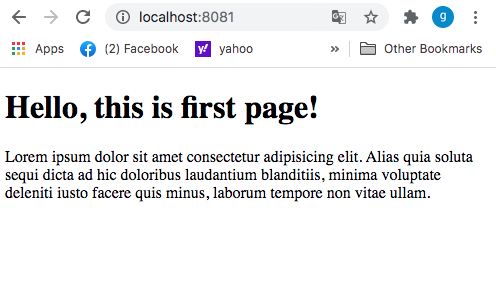 localhost:8081
Apps (2) Facebook yahoo » Other Bookmarks
Hello, this is first page!
Lorem ipsum dolor sit amet consectetur adipisicing elit. Alias quia soluta
sequi dicta ad hic doloribus laudantium blanditiis, minima voluptate
deleniti iusto facere quis minus, laborum tempore non vitae ullam.